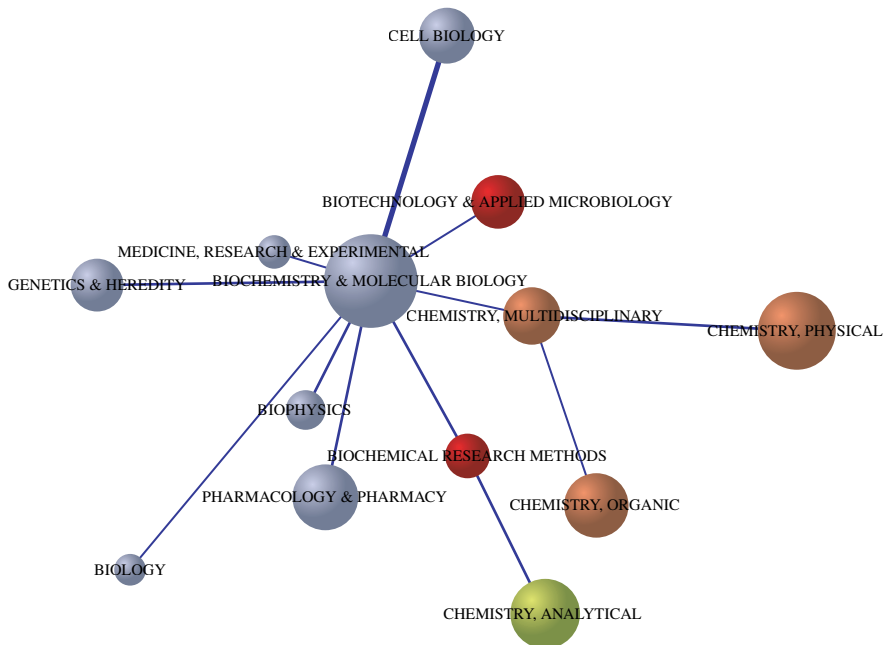 CELL BIOLOGY
BIOTECHNOLOGY & APPLIED MICROBIOLOGY
MEDICINE, RESEARCH & EXPERIMENTAL
BIOCHEMISTRY & MOLECULAR BIOLOGY
GENETICS & HEREDITY
CHEMISTRY, MULTIDISCIPLINARY
CHEMISTRY, PHYSICAL
BIOPHYSICS
BIOCHEMICAL RESEARCH METHODS
PHARMACOLOGY & PHARMACY
CHEMISTRY, ORGANIC
BIOLOGY
CHEMISTRY, ANALYTICAL